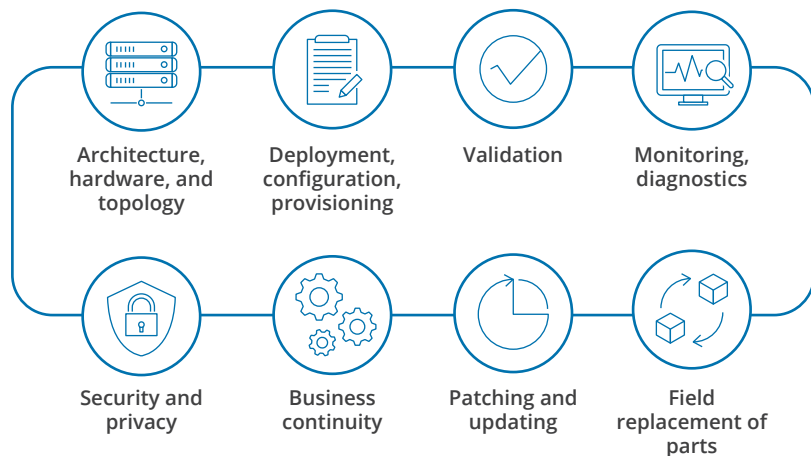 Architecture,
hardware, and
topology
Deployment,
configuration,
provisioning
Validation
Monitoring,
diagnostics
Security and
privacy
Business
continuity
Patching and
updating
Field
replacement of
parts